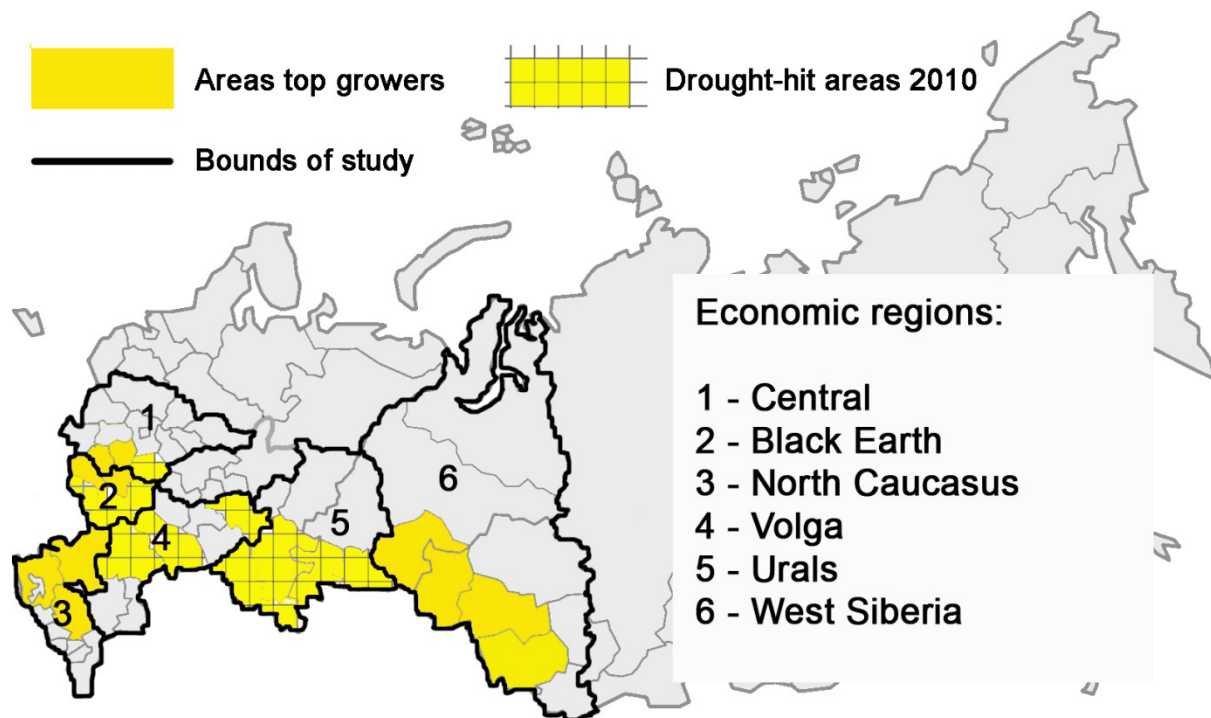 Areas top growers
Drought-hit areas 2010
Bounds of study
Economic regions:
1 - Central
2 - Black Earth
3 - North Caucasus
4 - Volga
5 - Urals
6 - West Siberia
1
2
3
4
5
6